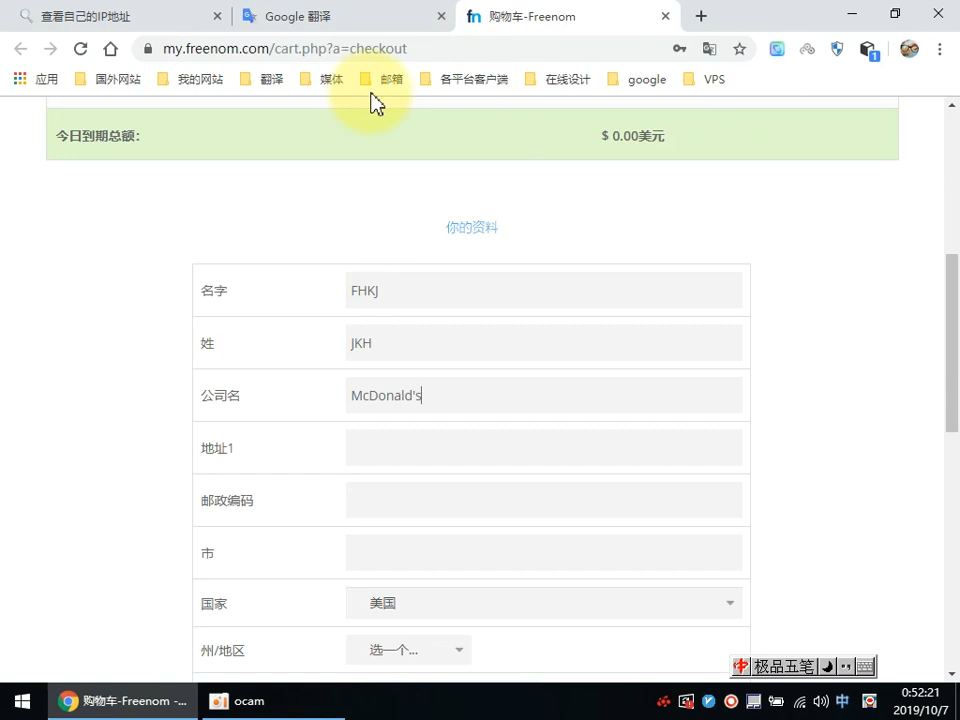 查看自己的IP地址
Google 翻译
购物车-Freenom
my.freenom.com/cart.php?a=checkout
应用
国外网站
我的网站
翻译
媒体
邮箱
各平台客户端
在线设计
google
VPS
今日到期总额：
$ 0.00美元
你的资料
名字
FHKJ
姓
JKH
公司名
McDonald's
地址1
邮政编码
市
国家
美国
州/地区
选一个...
中 极品五笔
购物车-Freenom -...
ocam
中
0:52:21
2019/10/7
1
fn